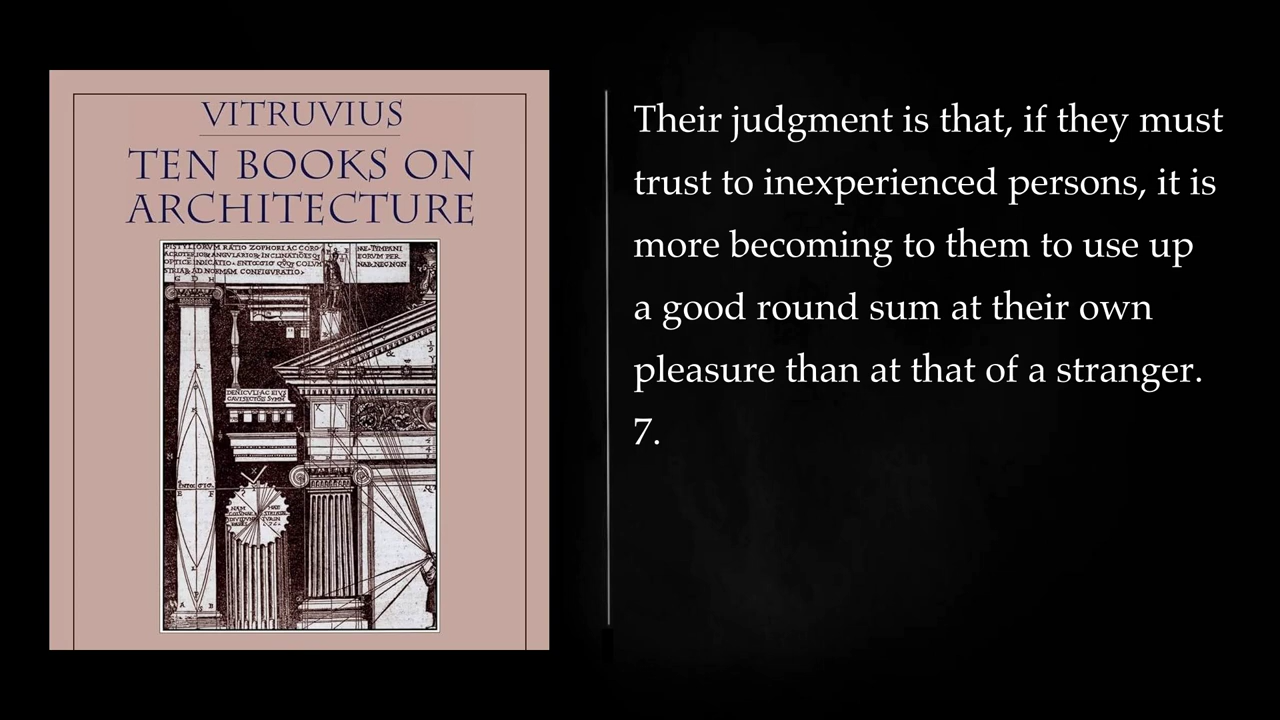 VITRUVIUS
TEN BOOKS ON
ARCHITECTURE
Their judgment is that, if they must
trust to inexperienced persons, it is
more becoming to them to use up
a good round sum at their own
pleasure than at that of a stranger.
7.